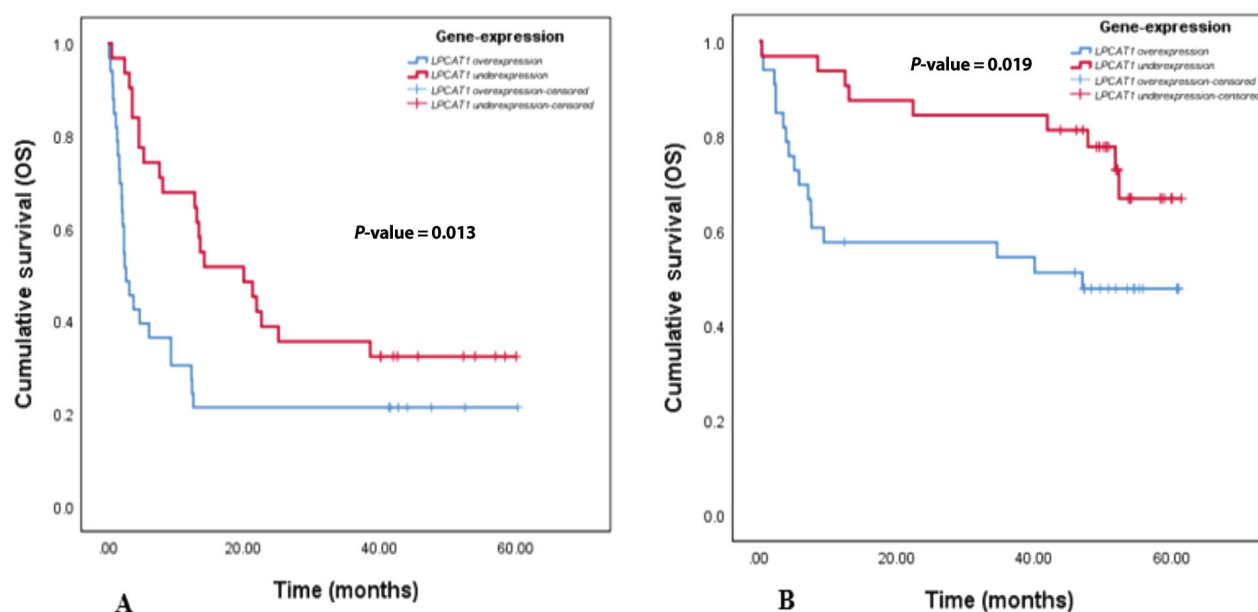 Gene-expression
LPCAT1 overexpression
LPCAT1 underexpression
LPCAT1 overexpression-censored
LPCAT1 underexpression-censored
P-value = 0.013
Cumulative survival (OS)
1.0
0.8
0.6
0.4
0.2
0.0
.00 20.00 40.00 60.00
Time (months)
A
Gene-expression
LPCAT1 overexpression
LPCAT1 underexpression
LPCAT1 overexpression-censored
LPCAT1 underexpression-censored
P-value = 0.019
Cumulative survival (OS)
1.0
0.8
0.6
0.4
0.2
0.0
.00 20.00 40.00 60.00
Time (months)
B